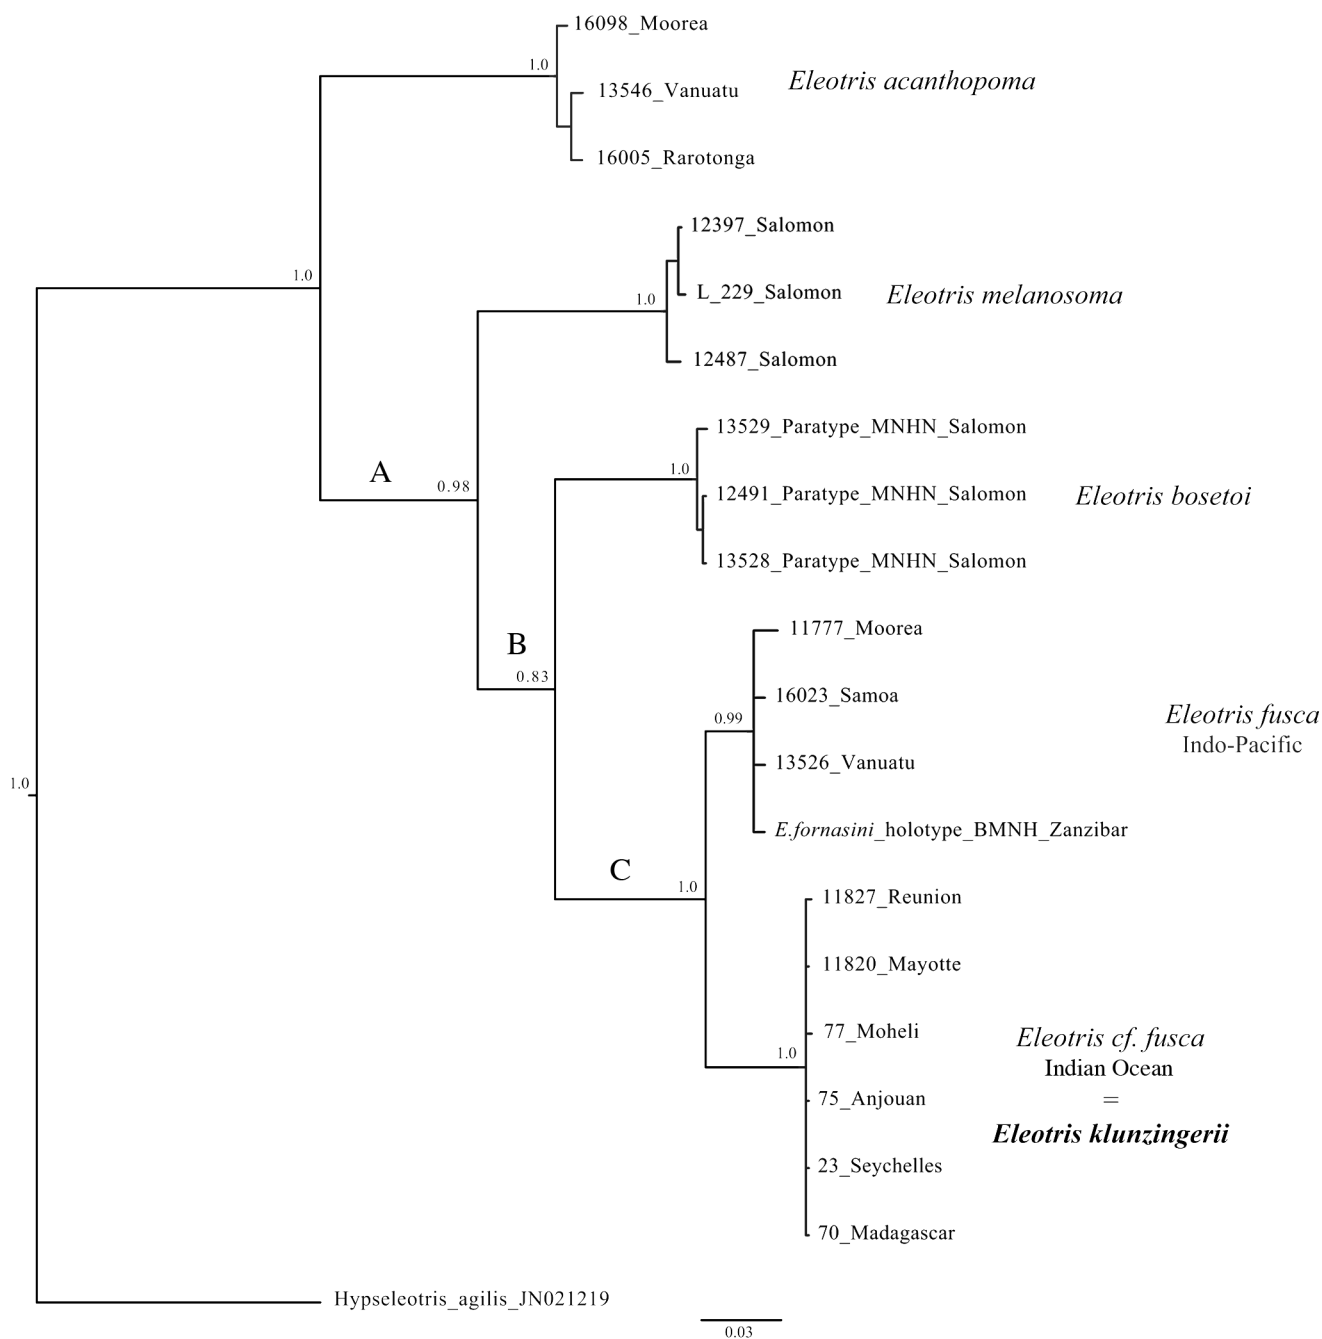 16098_Moorea
1.0
13546_Vanuatu
Eleotris acanthopoma
16005_Rarotonga
12397_Salomon
1.0
L_229_Salomon
1.0
Eleotris melanosoma
12487_Salomon
13529_Paratype_MNHN_Salomon
1.0
A
0.98
12491_Paratype_MNHN_Salomon
Eleotris bosetoi
13528_Paratype_MNHN_Salomon
11777_Moorea
B
0.83
16023_Samoa
0.99
Eleotris fusca
Indo-Pacific
13526_Vanuatu
1.0
E.fornasini_holotype_BMNH_Zanzibar
C
1.0
11827_Reunion
11820_Mayotte
77_Moheli
1.0
Eleotris cf. fusca
Indian Ocean
=
Eleotris klunzingerii
75_Anjouan
23_Seychelles
70_Madagascar
Hypseleotris_agilis_JN021219
0.03